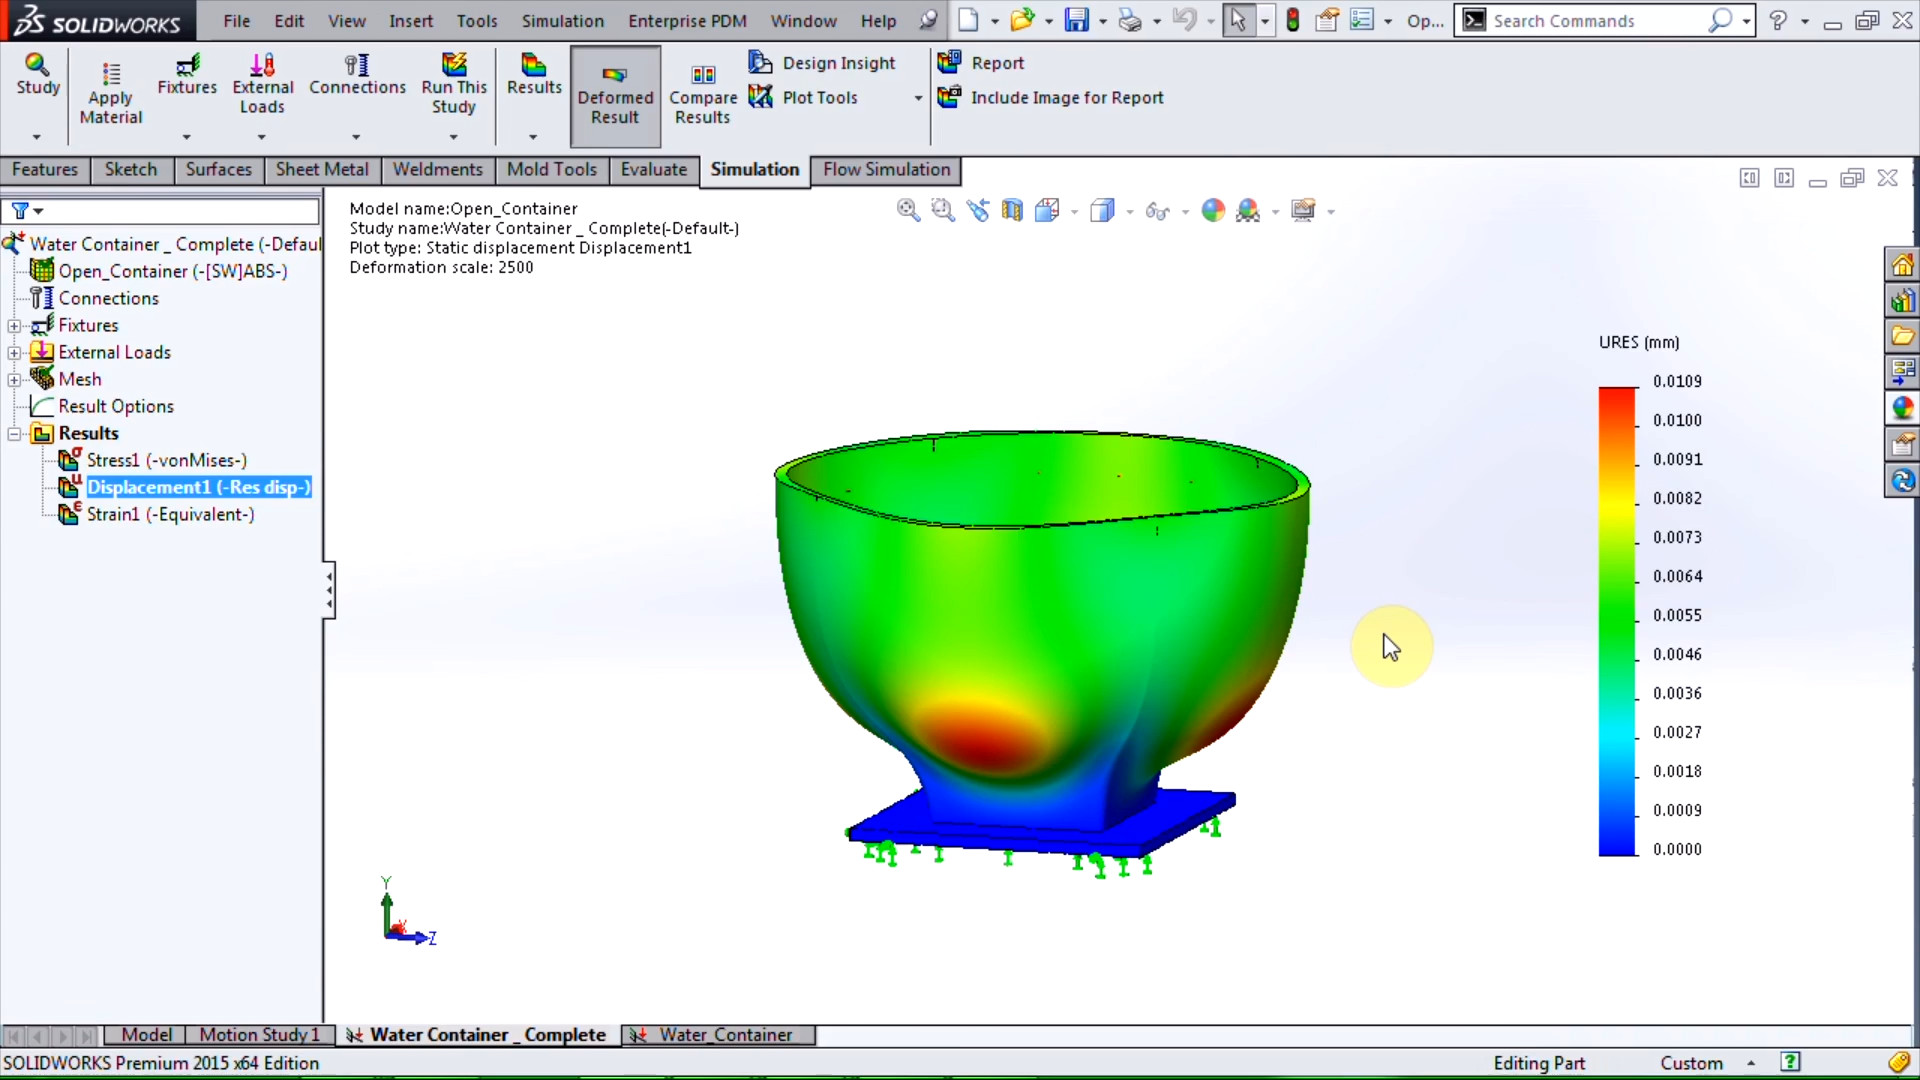 SOLIDWORKS File Edit View Insert Tools Simulation Enterprise PDM Window Help Op... Search Commands
Study
Apply Material
Fixtures
External Loads
Connections
Run This Study
Results
Deformed Result
Compare Results
Design Insight
Plot Tools
Report
Include Image for Report
Features Sketch Surfaces Sheet Metal Weldments Mold Tools Evaluate Simulation Flow Simulation
Water Container _ Complete (-Defaul
Open_Container (-[SW]ABS-)
Connections
Fixtures
External Loads
Mesh
Result Options
Results
Stress1 (-vonMises-)
Displacement1 (-Res disp-)
Strain1 (-Equivalent-)
Model name:Open_Container
Study name:Water Container _ Complete(-Default-)
Plot type: Static displacement Displacement1
Deformation scale: 2500
URES (mm)
0.0109
0.0100
0.0091
0.0082
0.0073
0.0064
0.0055
0.0046
0.0036
0.0027
0.0018
0.0009
0.0000
Y
X
Z
Model Motion Study 1 Water Container _ Complete Water_Container
SOLIDWORKS Premium 2015 x64 Edition Editing Part Custom